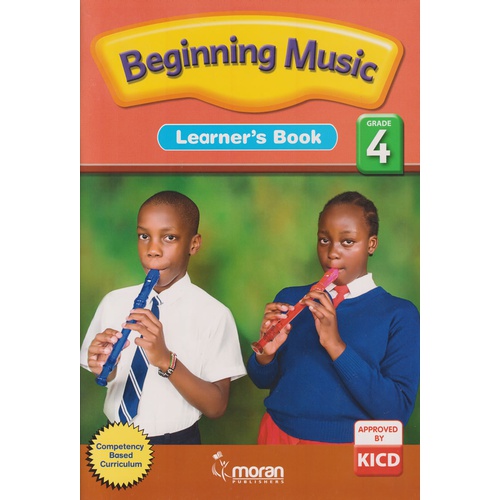 Beginning Music
Learner's Book
GRADE
4
Competency
Based
Curriculum
moran
PUBLISHERS
APPROVED
BY
KICD